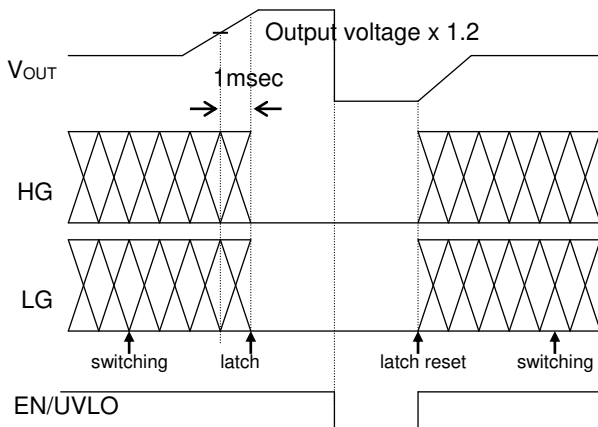 Output voltage x 1.2
VOUT
1msec
HG
LG
switching
latch
latch reset
switching
EN/UVLO